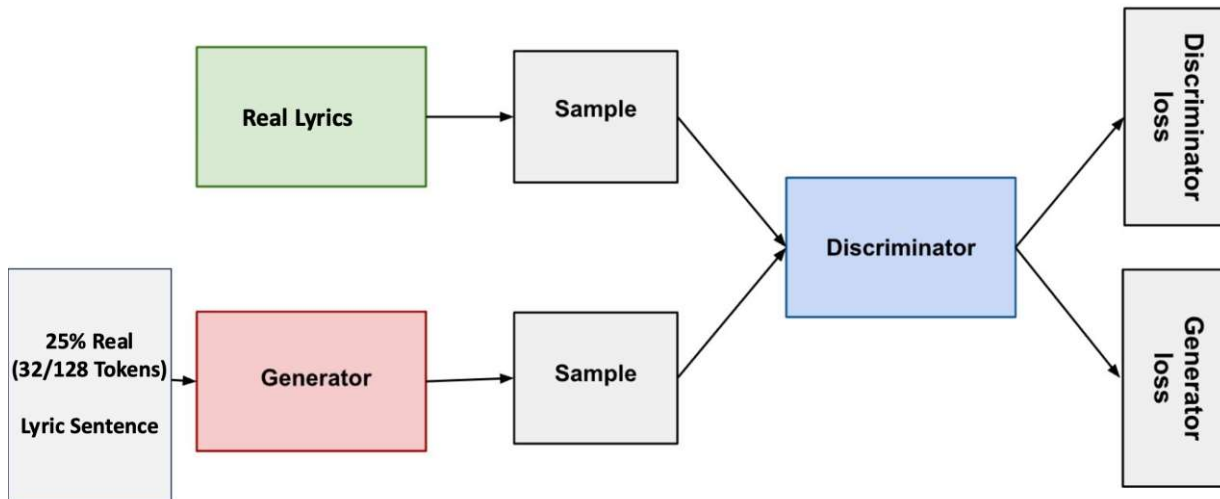 Real Lyrics
Sample
Discriminator
loss
Discriminator
25% Real
(32/128 Tokens)
Lyric Sentence
Generator
Sample
Generator
loss